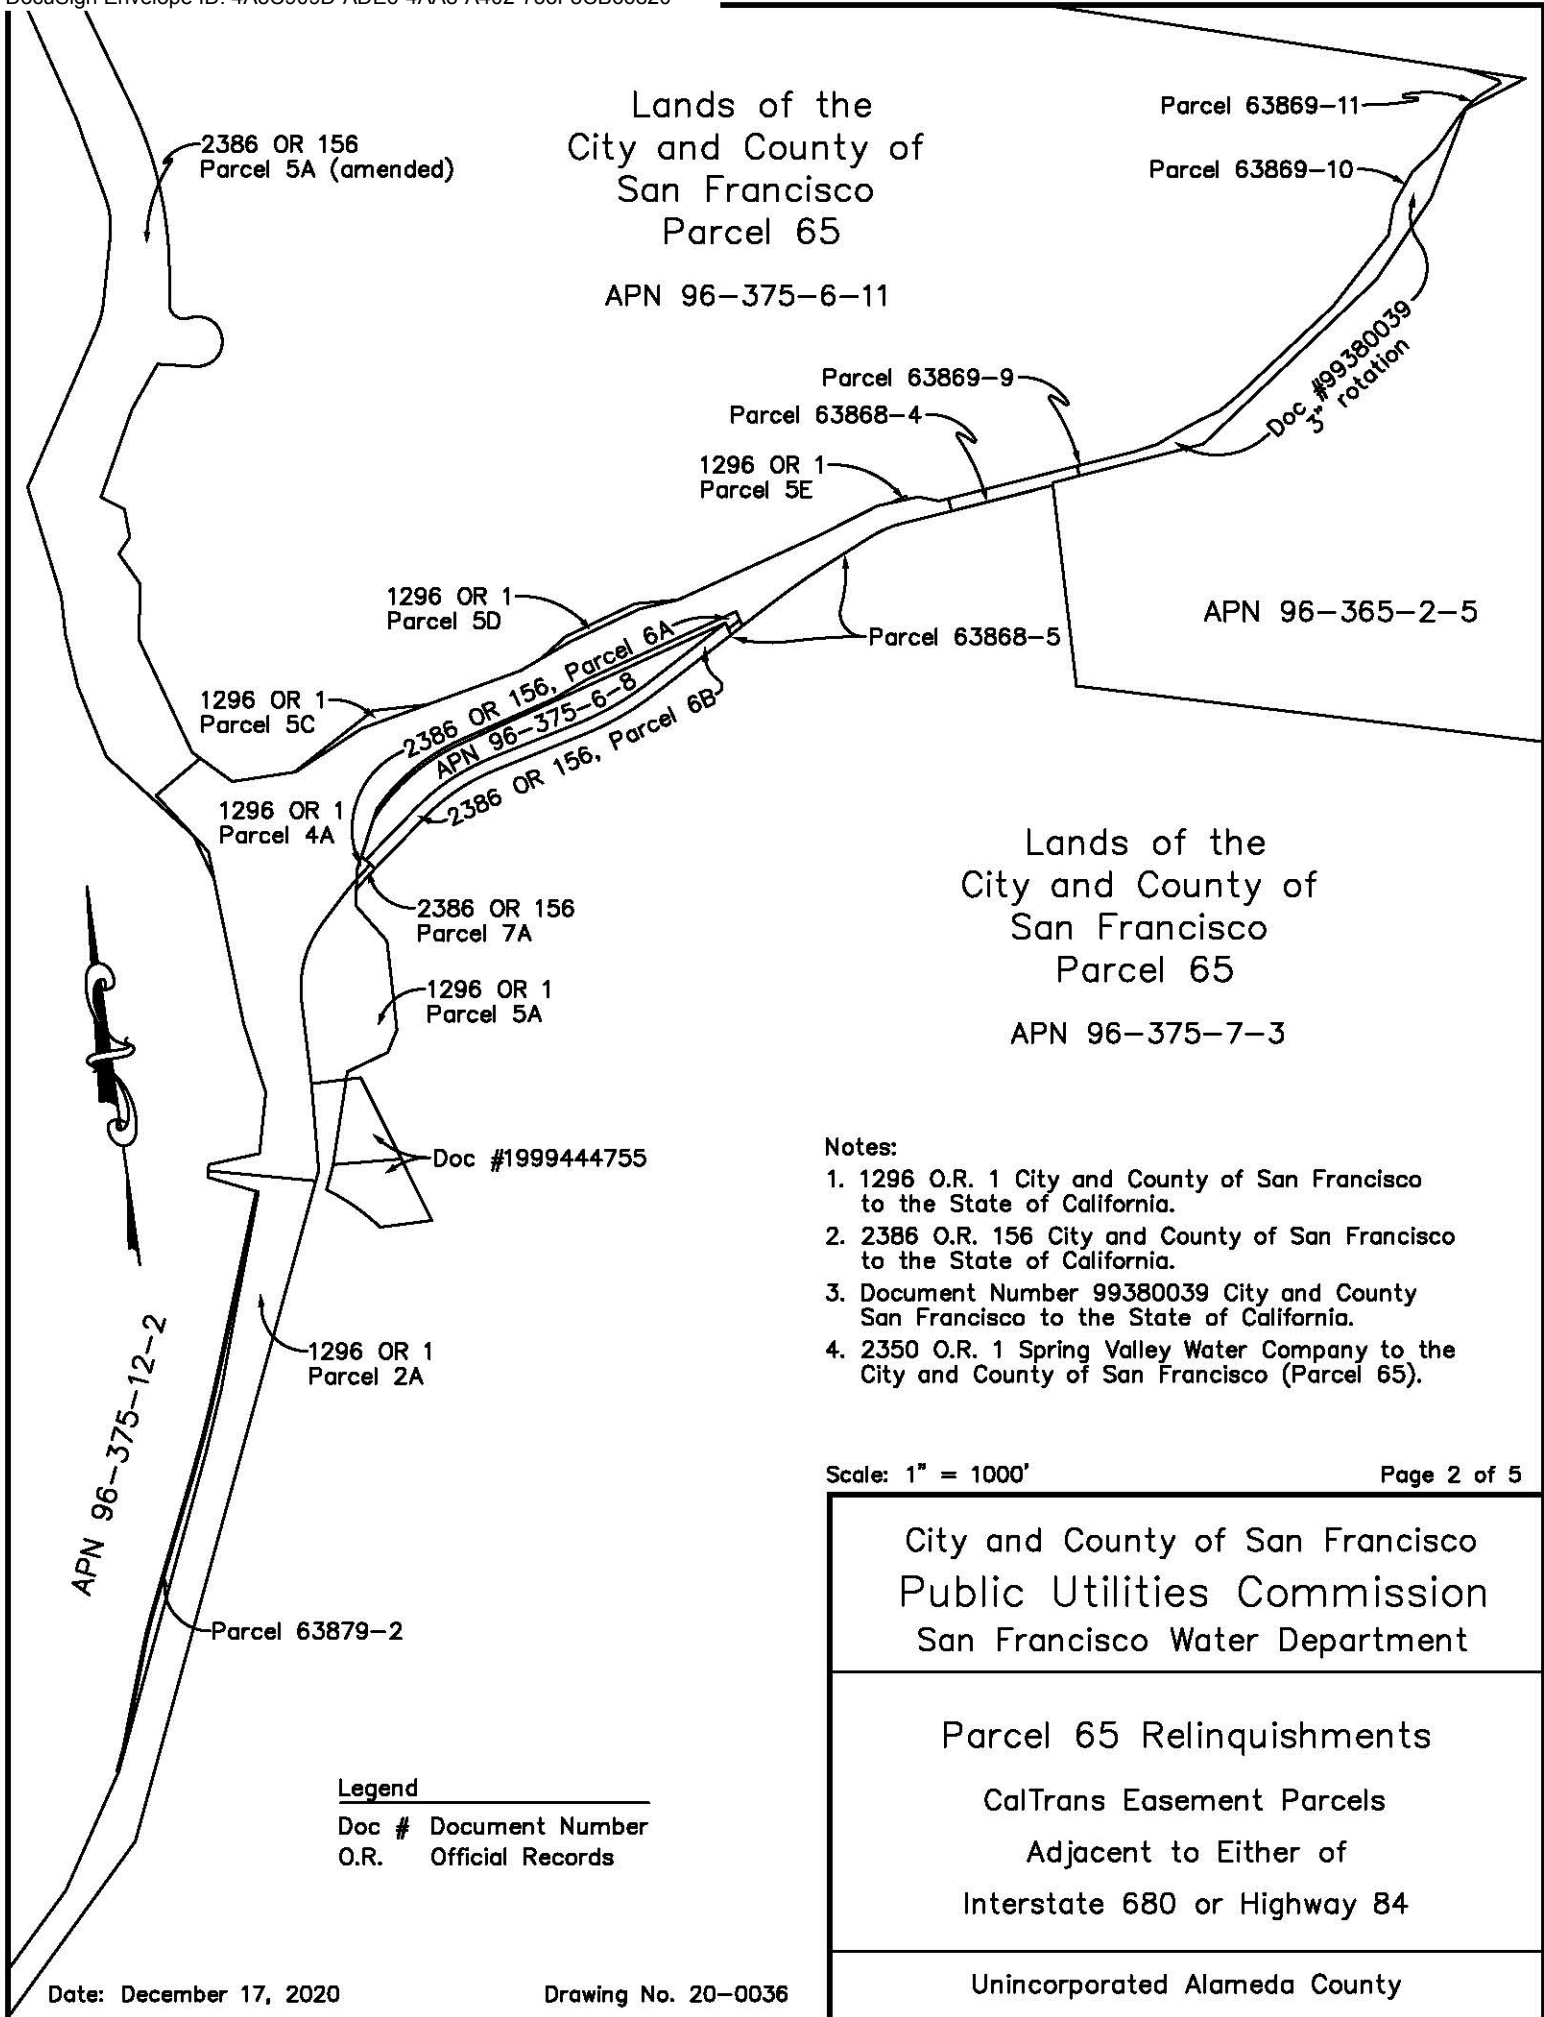 2386 OR 156
Parcel 5A (amended)
Lands of the
City and County of
San Francisco
Parcel 65
APN 96-375-6-11
Parcel 63869-11
Parcel 63869-10
Doc #99380039
3" rotation
Parcel 63869-9
Parcel 63868-4
1296 OR 1
Parcel 5E
1296 OR 1
Parcel 5D
Parcel 63868-5
APN 96-365-2-5
1296 OR 1
Parcel 5C
2386 OR 156, Parcel 6A
APN 96-375-6-8
2386 OR 156, Parcel 6B
1296 OR 1
Parcel 4A
2386 OR 156
Parcel 7A
1296 OR 1
Parcel 5A
Lands of the
City and County of
San Francisco
Parcel 65
APN 96-375-7-3
Doc #1999444755
1296 OR 1
Parcel 2A
APN 96-375-12-2
Parcel 63879-2
Notes:
1. 1296 O.R. 1 City and County of San Francisco
to the State of California.
2. 2386 O.R. 156 City and County of San Francisco
to the State of California.
3. Document Number 99380039 City and County
San Francisco to the State of California.
4. 2350 O.R. 1 Spring Valley Water Company to the
City and County of San Francisco (Parcel 65).
Scale: 1" = 1000'
Page 2 of 5
City and County of San Francisco
Public Utilities Commission
San Francisco Water Department
Parcel 65 Relinquishments
CalTrans Easement Parcels
Adjacent to Either of
Interstate 680 or Highway 84
Unincorporated Alameda County
Legend
Doc # Document Number
O.R. Official Records
Date: December 17, 2020
Drawing No. 20-0036